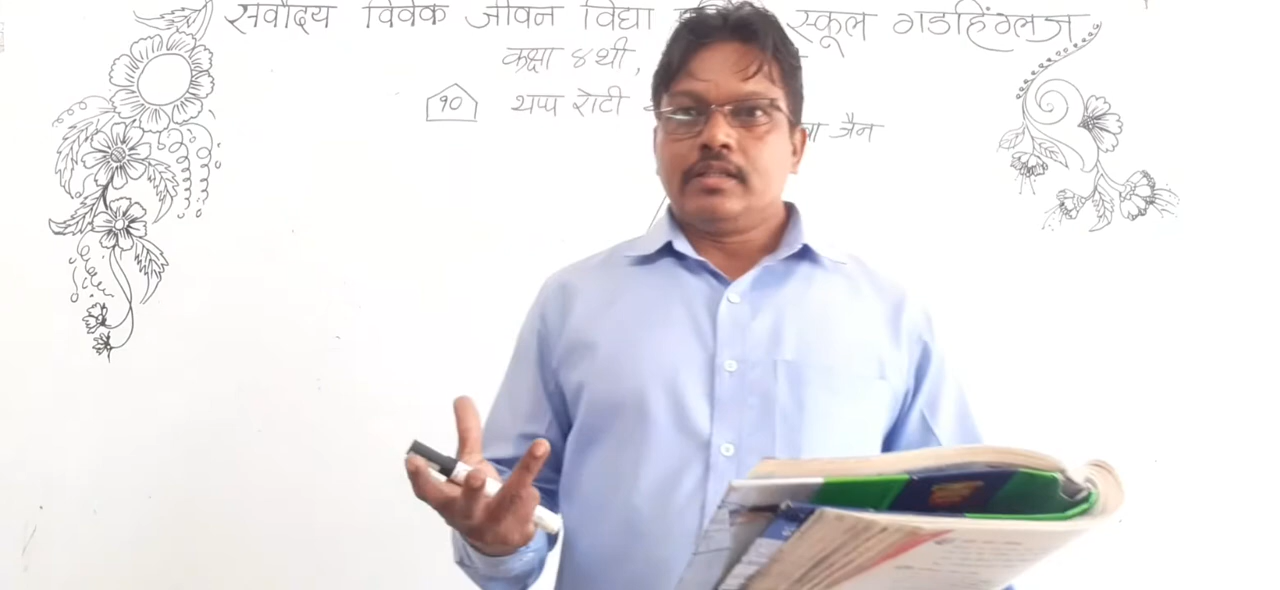 सर्वोदय विवेक जीवन विद्या स्कूल गडहिंग्लज
कक्षा ४थी,
१० थप्प रोटी
जैन